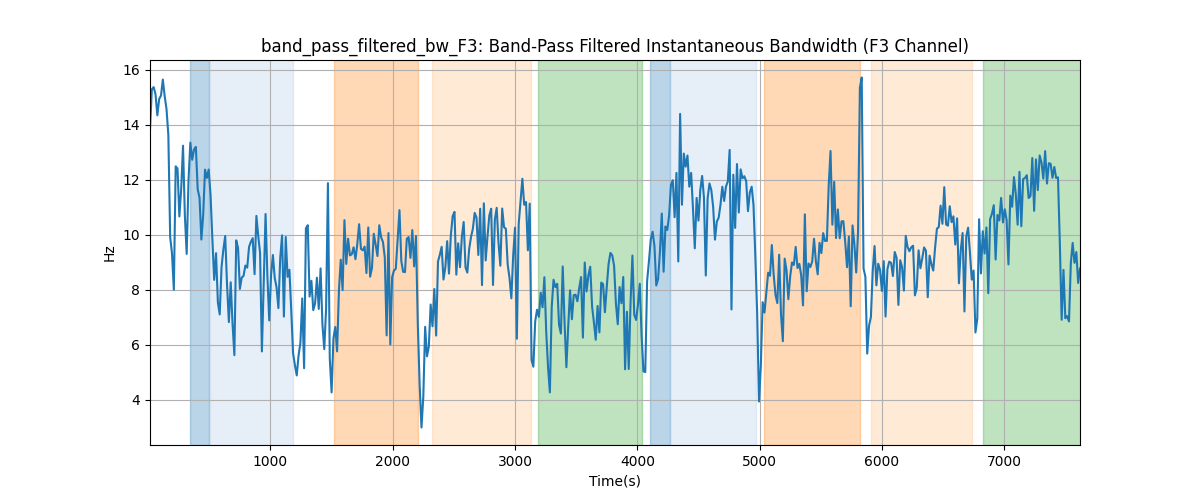 band_pass_filtered_bw_F3: Band-Pass Filtered Instantaneous Bandwidth (F3 Channel)
16
14
12
10
8
6
4
Hz
1000 2000 3000 4000 5000 6000 7000
Time(s)